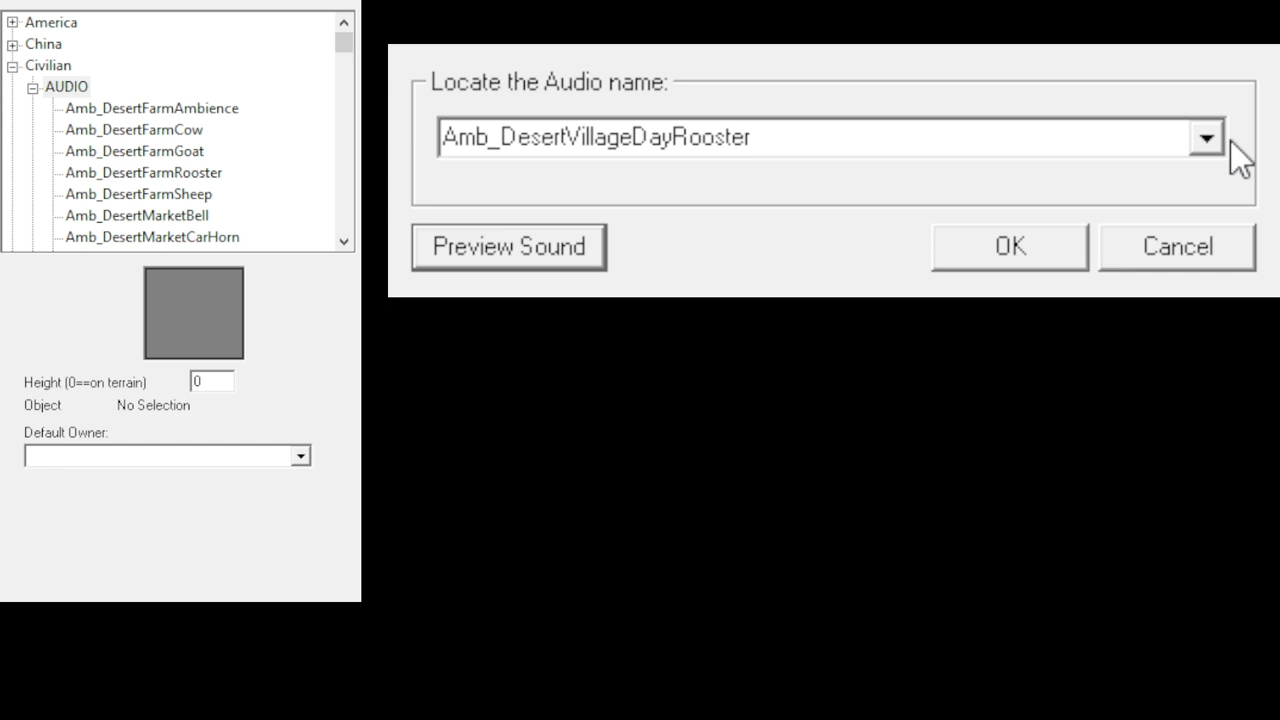 America
China
Civilian
AUDIO
Amb_DesertFarmAmbience
Amb_DesertFarmCow
Amb_DesertFarmGoat
Amb_DesertFarmRooster
Amb_DesertFarmSheep
Amb_DesertMarketBell
Amb_DesertMarketCarHorn
Height (0==on terrain) 0
Object No Selection
Default Owner:
Locate the Audio name:
Amb_DesertVillageDayRooster
Preview Sound OK Cancel